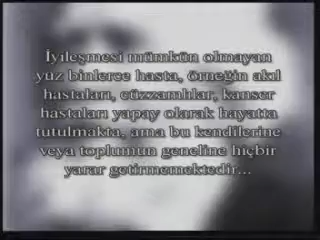 İyileşmesi mümkün olmayan
yüz binlerce hasta, örneğin akıl
hastaları, cüzzamlılar, kanser
hastaları yapay olarak hayatta
tutulmakta, ama bu kendilerine
veya toplumun geneline hiçbir
yarar getirmemektedir...